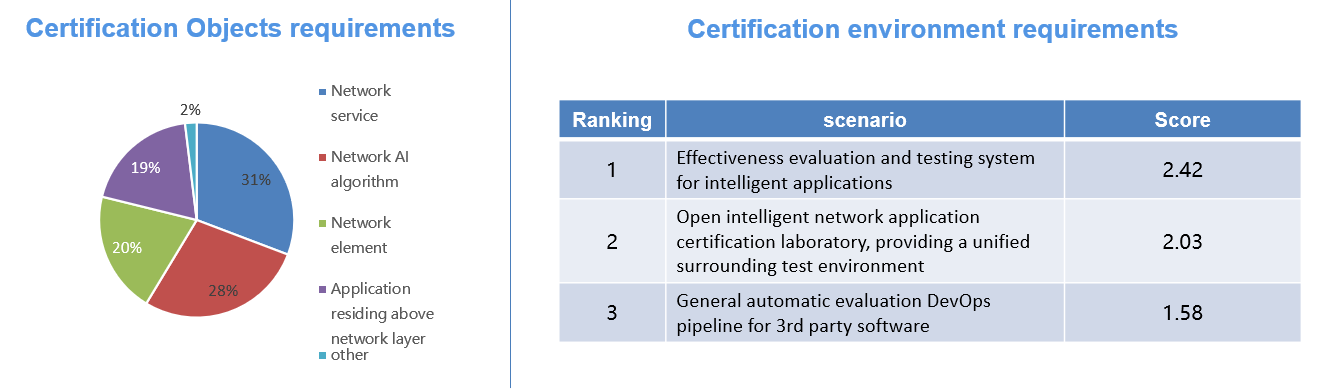 Certification Objects requirements
2%
19%
31%
20%
28%
Network
service
Network AI
algorithm
Network
element
Application
residing above
network layer
other
Certification environment requirements
Ranking scenario Score
1 Effectiveness evaluation and testing system
for intelligent applications 2.42
2 Open intelligent network application
certification laboratory, providing a unified
surrounding test environment 2.03
3 General automatic evaluation DevOps
pipeline for 3rd party software 1.58